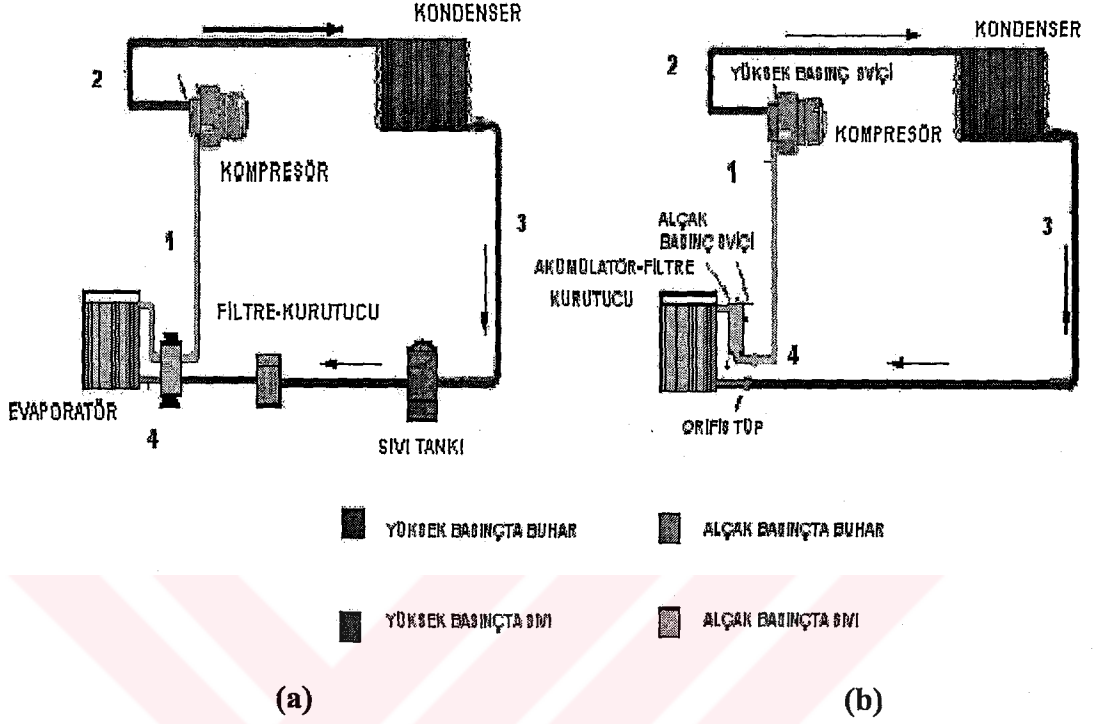 KONDENSER
2
KOMPRESÖR
1
3
FİLTRE-KURUTUCU
EVAPORATÖR
4
SIVI TANKI
KONDENSER
2
YÜKSEK BASINÇ SVİÇİ
KOMPRESÖR
1
ALÇAK
BASINÇ SVİÇİ
3
AKÜMÜLATÖR-FİLTRE
KURUTUCU
4
ORİFİS TÜP
YÜKSEK BASINÇTA BUHAR
ALÇAK BASINÇTA BUHAR
YÜKSEK BASINÇTA SIVI
ALÇAK BASINÇTA SIVI
(a)
(b)